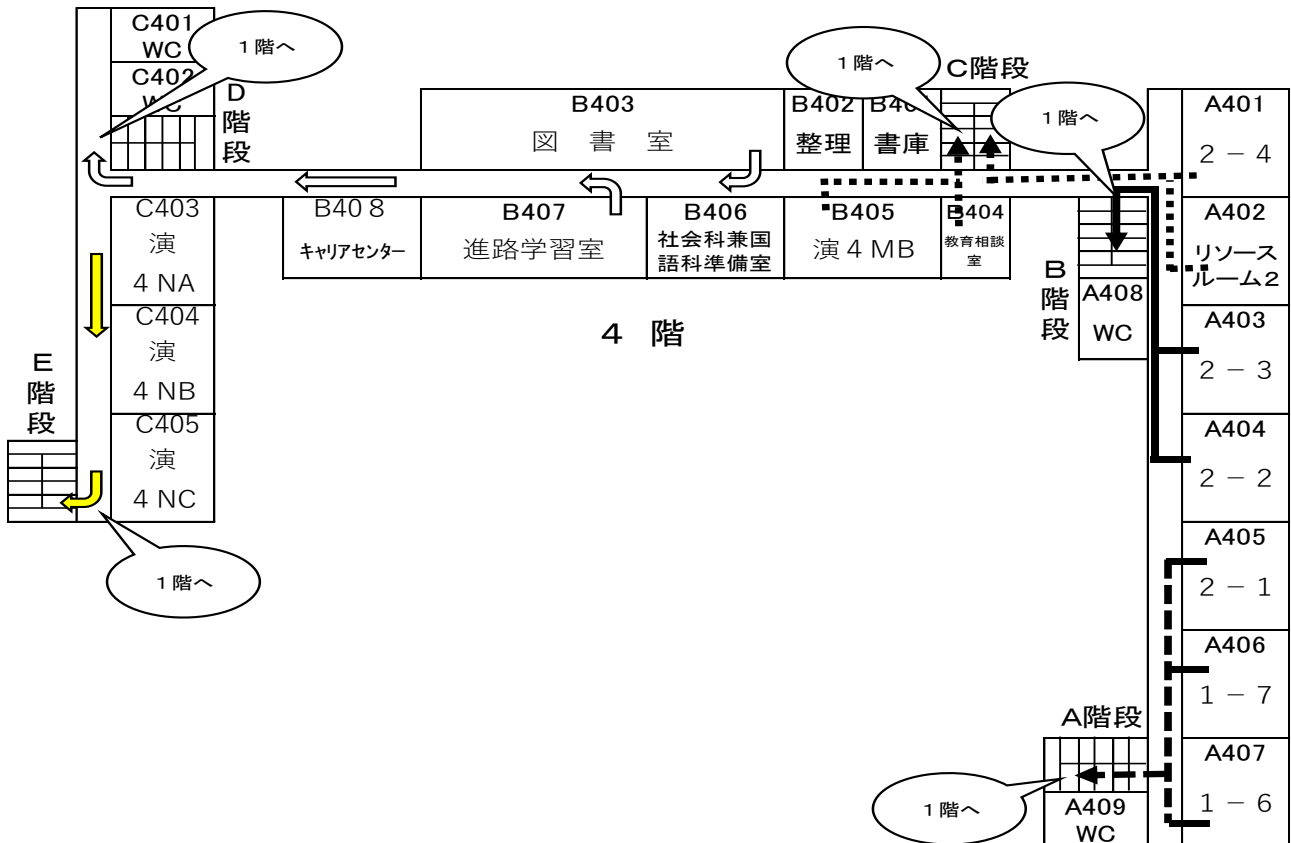 C401
WC
1階へ
C402
D
階
段
B403
図 書 室
B402
整理
書庫
1階へ
C階段
1階へ
A401
2－4
C403
演
4 NA
B40 8
キャリアセンター
B407
進路学習室
B406
社会科兼国
語科準備室
B405
演４MB
B404
教育相談
室
B
階
段
A408
WC
A402
リソース
ルーム２
A403
2－3
4 階
C404
演
4 NB
E
階
段
C405
演
4 NC
A404
2－2
1階へ
A405
2－1
A406
1－7
A階段
1階へ
A409
WC
A407
1－6